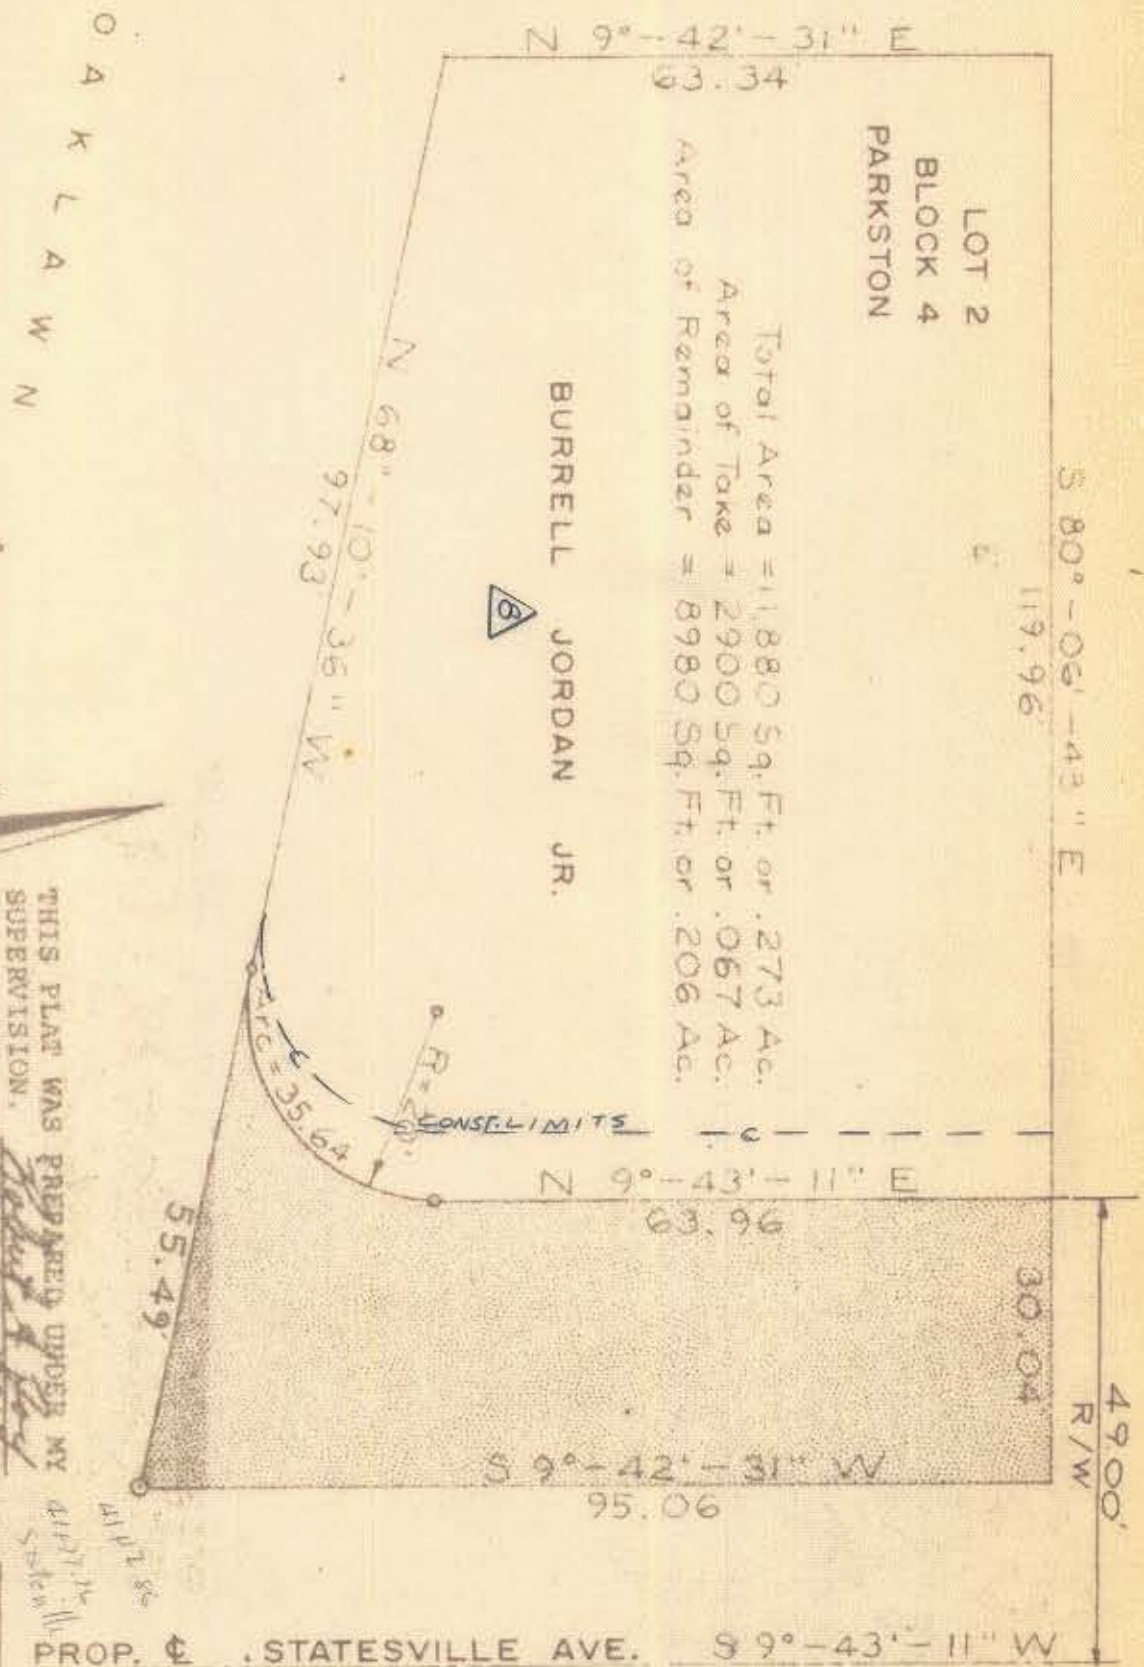 OAKLAWN
N 9°-42'-31" E
63.34
LOT 2
BLOCK 4
PARKSTON
S 80°-06'-43" E
119.96
Total Area = 11,880 Sq. Ft. or .273 Ac.
Area of Take = 2900 Sq. Ft. or .067 Ac.
Area of Remainder = 8980 Sq. Ft. or .206 Ac.
BURRELL JORDAN JR.
8
N 68°-10'-36" W
97.93'
Arc = 35.64
CONST. LIMITS
C
N 9°-43'-11" E
63.96
30.04
49.00'
R/W
55.49'
S 9°-42'-31" W
95.06
THIS PLAT WAS PREPARED UNDER MY
SUPERVISION.
PROP. ℄ STATESVILLE AVE. S 9°-43'-11" W